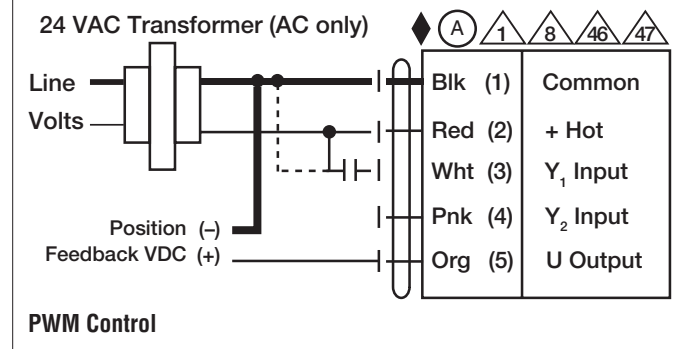 24 VAC Transformer (AC only)
A 1 8 46 47
Line
Volts
Blk (1) Common
Red (2) + Hot
Wht (3) Y₁ Input
Pnk (4) Y₂ Input
Position (–)
Feedback VDC (+)
Org (5) U Output
PWM Control